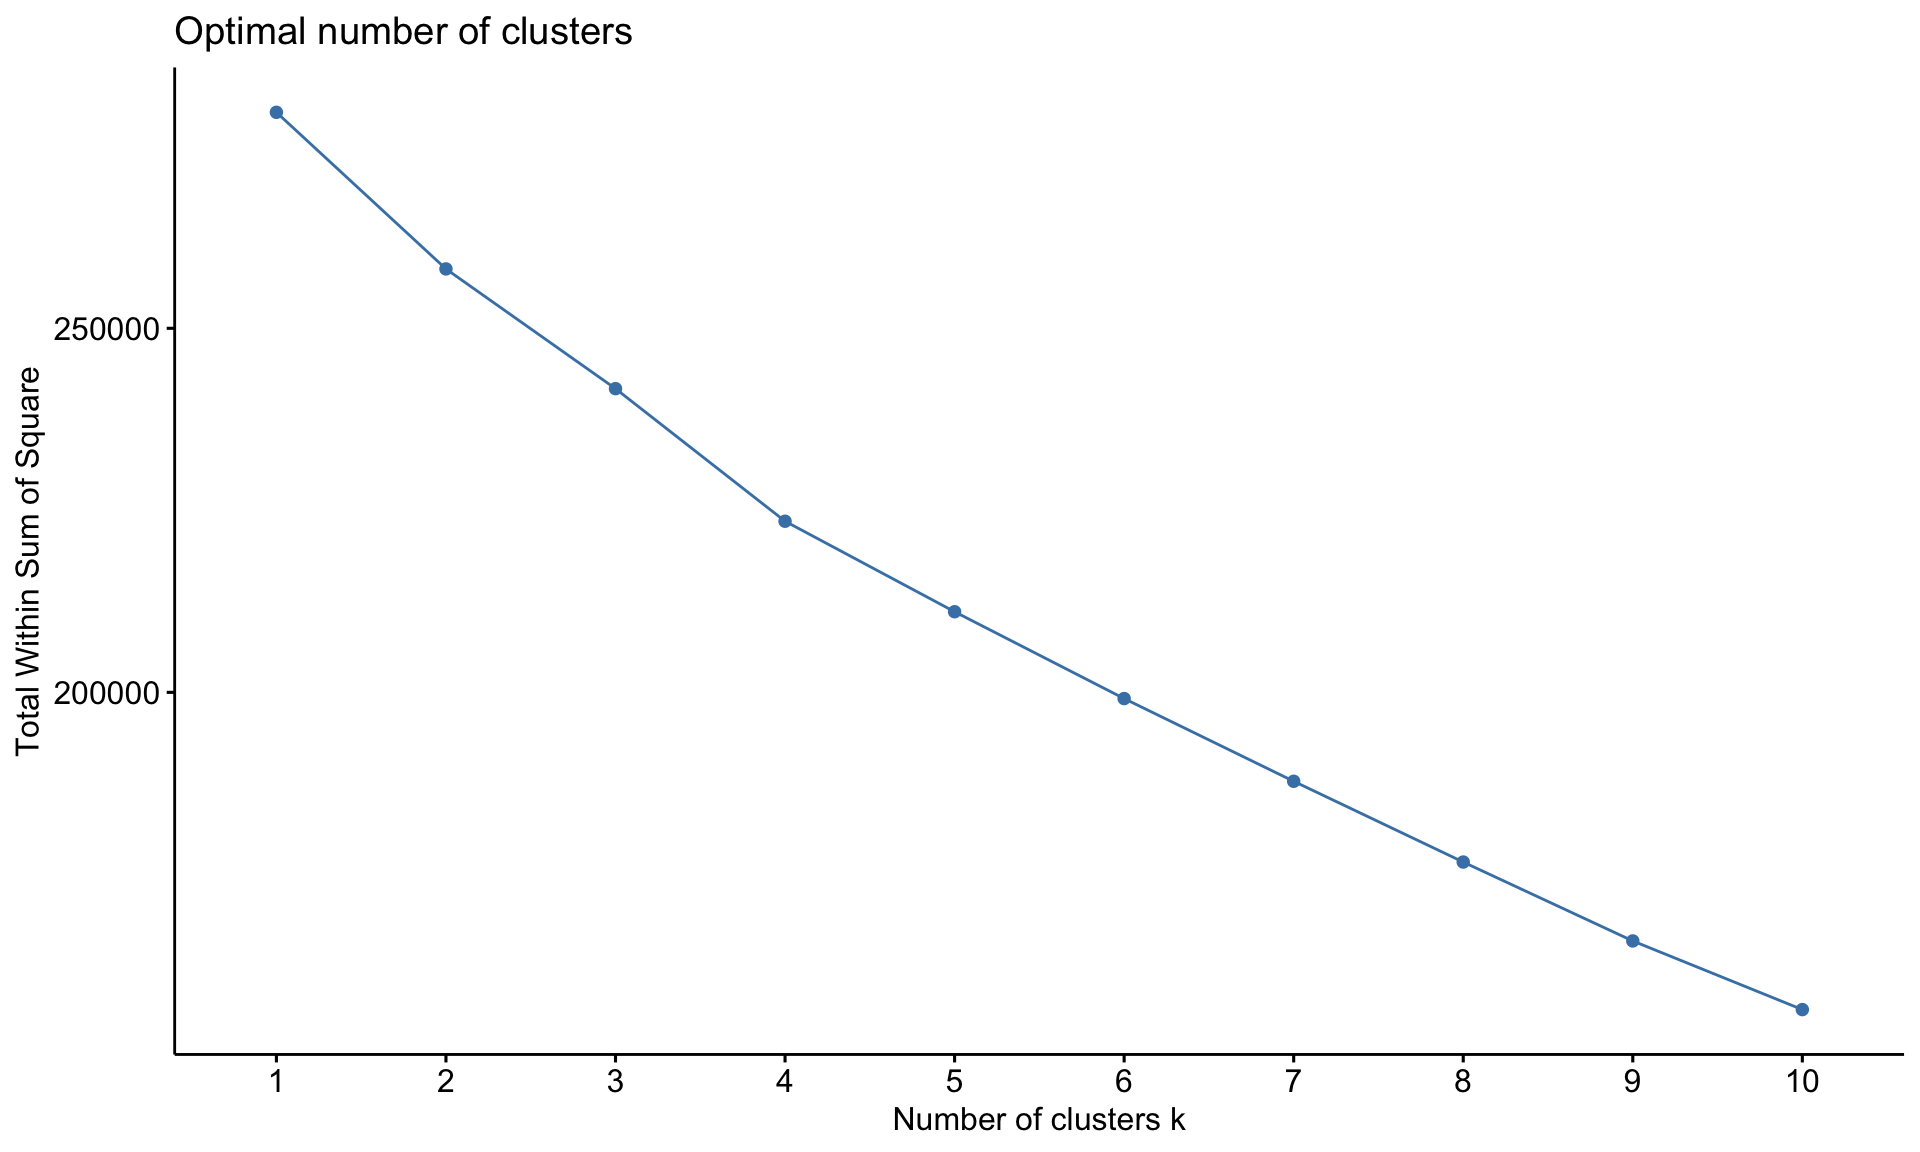 Optimal number of clusters
Total Within Sum of Square
250000
200000
1 2 3 4 5 6 7 8 9 10
Number of clusters k